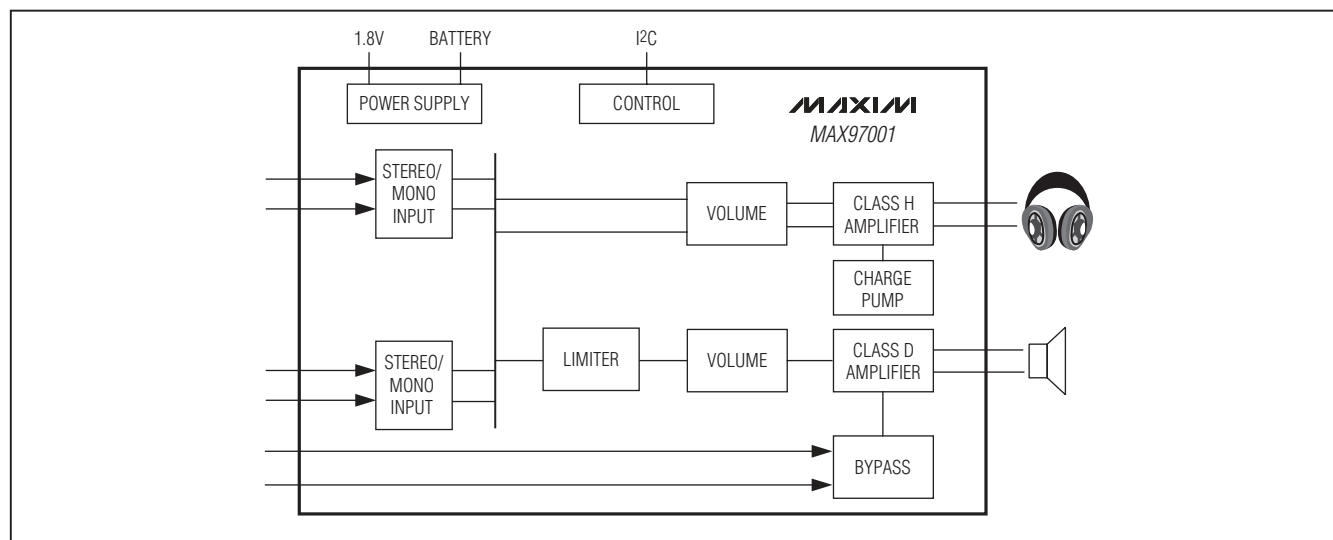 1.8V
BATTERY
I²C
POWER SUPPLY
CONTROL
MAXIM
MAX97001
STEREO/
MONO
INPUT
VOLUME
CLASS H
AMPLIFIER
CHARGE
PUMP
STEREO/
MONO
INPUT
LIMITER
VOLUME
CLASS D
AMPLIFIER
BYPASS